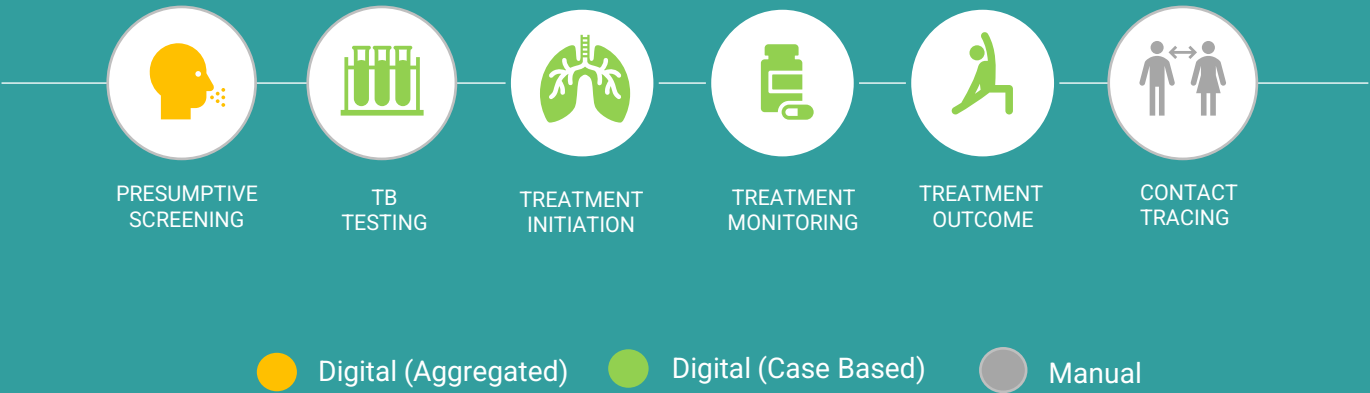 PRESUMPTIVE
SCREENING
TB
TESTING
TREATMENT
INITIATION
TREATMENT
MONITORING
TREATMENT
OUTCOME
CONTACT
TRACING
Digital (Aggregated)
Digital (Case Based)
Manual